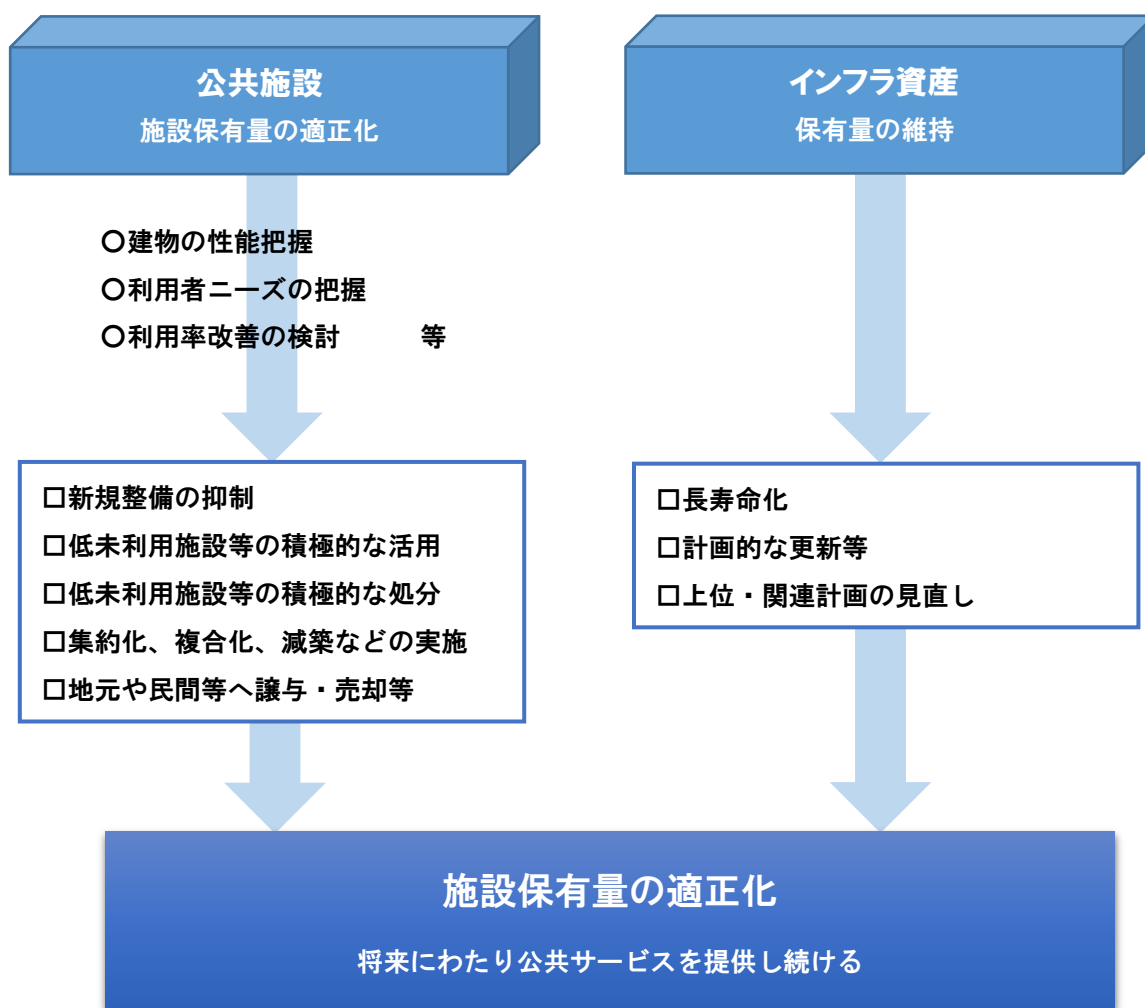 公共施設
施設保有量の適正化
〇建物の性能把握
〇利用者ニーズの把握
〇利用率改善の検討　　　等
□新規整備の抑制
□低未利用施設等の積極的な活用
□低未利用施設等の積極的な処分
□集約化、複合化、減築などの実施
□地元や民間等へ譲与・売却等
インフラ資産
保有量の維持
□長寿命化
□計画的な更新等
□上位・関連計画の見直し
施設保有量の適正化
将来にわたり公共サービスを提供し続ける